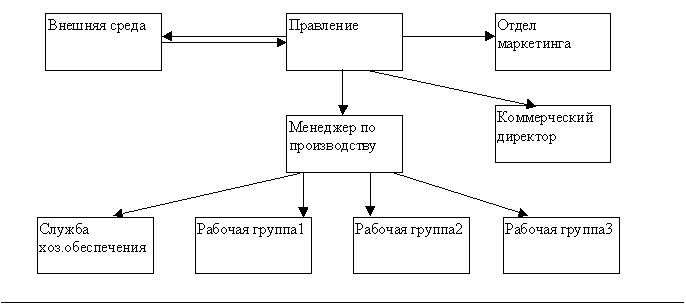 Внешняя среда
Правление
Отдел
маркетинга
Менеджер по
производству
Коммерческий
директор
Служба
хоз.обеспечения
Рабочая группа1
Рабочая группа2
Рабочая группа3